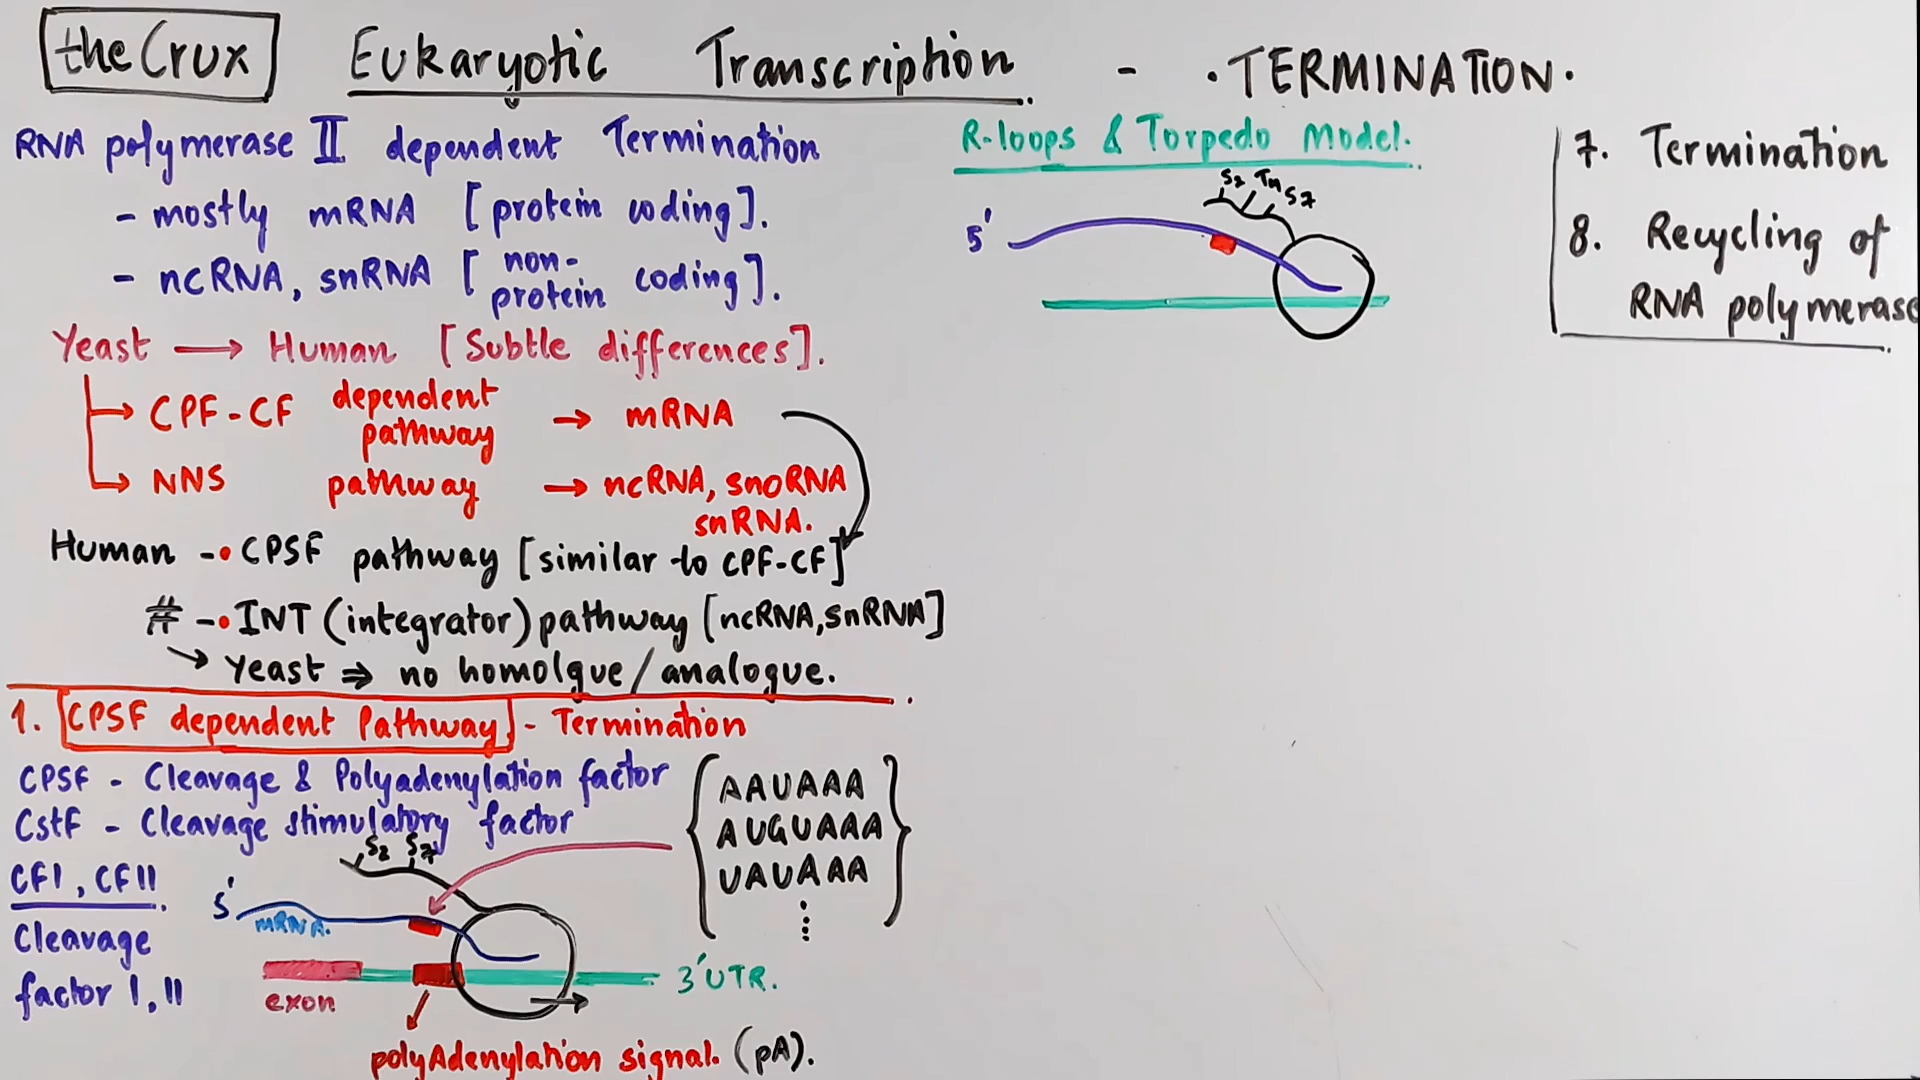 theCrux Eukaryotic Transcription - . TERMINATION .
RNA polymerase II dependent Termination
- mostly mRNA [protein coding].
- ncRNA, snRNA [non-protein coding].
Yeast → Human [Subtle differences].
→ CPF-CF dependent pathway → mRNA
→ NNS pathway → ncRNA, snoRNA
snRNA.
Human - • CPSF pathway [similar to CPF-CF]
# - • INT (integrator) pathway [ncRNA, snRNA]
→ Yeast ⇒ no homolgue/analogue.
1. CPSF dependent Pathway - Termination
CPSF - Cleavage & Polyadenylation factor
CstF - Cleavage stimulatory factor
CFI, CFII.
Cleavage
factor I, II
AAUAAA
AUGUAAA
UAUAAA
S2 S7
5'
mRNA.
exon
3'UTR.
polyAdenylation signal. (pA).
R-loops & Torpedo Model.
S2 Tyr S7
5'
7. Termination
8. Recycling of
RNA polymerase